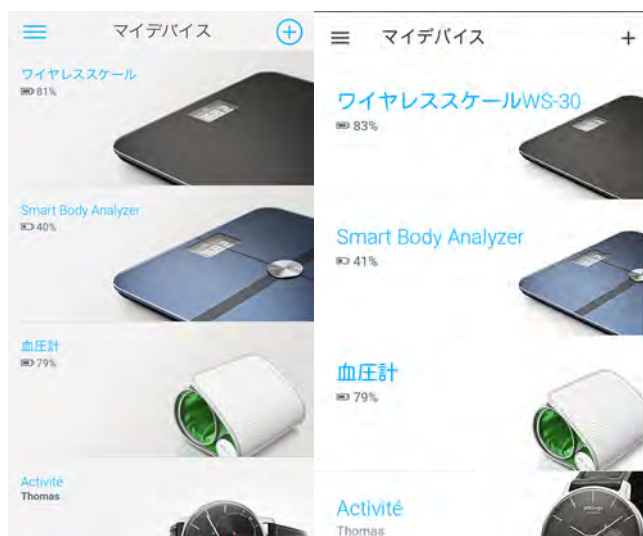 マイデバイス
ワイヤレススケール
81%
Smart Body Analyzer
40%
血圧計
79%
Activité
Thomas
マイデバイス
ワイヤレススケールWS-30
83%
Smart Body Analyzer
41%
血圧計
79%
Activité
Thomas